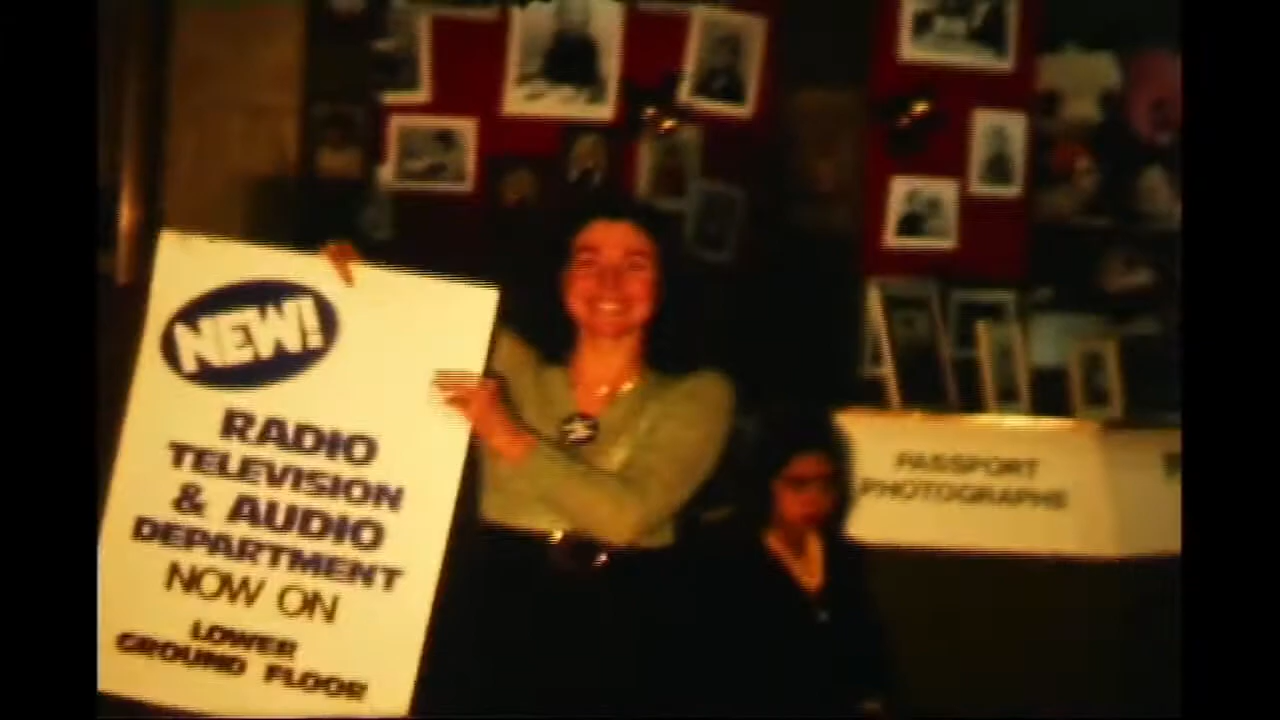 NEW!
RADIO
TELEVISION
& AUDIO
DEPARTMENT
NOW ON
LOWER
GROUND FLOOR
PASSPORT
PHOTOGRAPHS